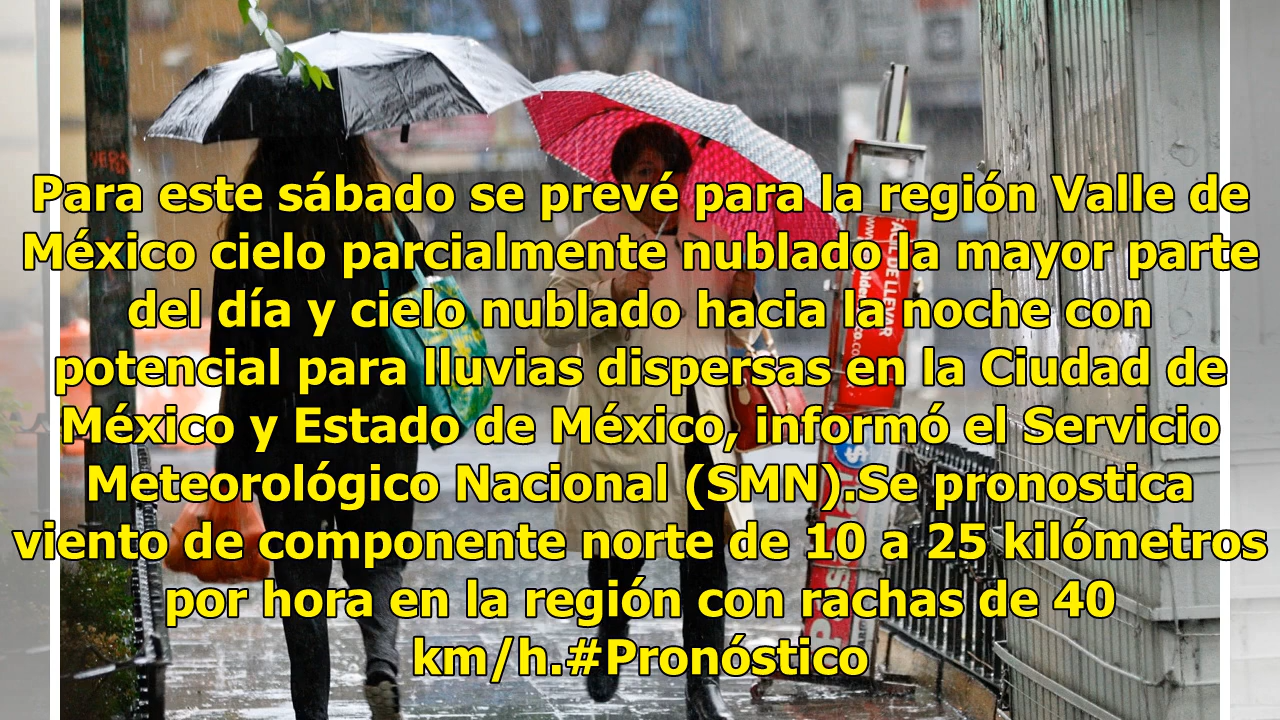 Para este sábado se prevé para la región Valle de
México cielo parcialmente nublado la mayor parte
del día y cielo nublado hacia la noche con
potencial para lluvias dispersas en la Ciudad de
México y Estado de México, informó el Servicio
Meteorológico Nacional (SMN).Se pronostica
viento de componente norte de 10 a 25 kilómetros
por hora en la región con rachas de 40
km/h.#Pronóstico
DE LLEVAR